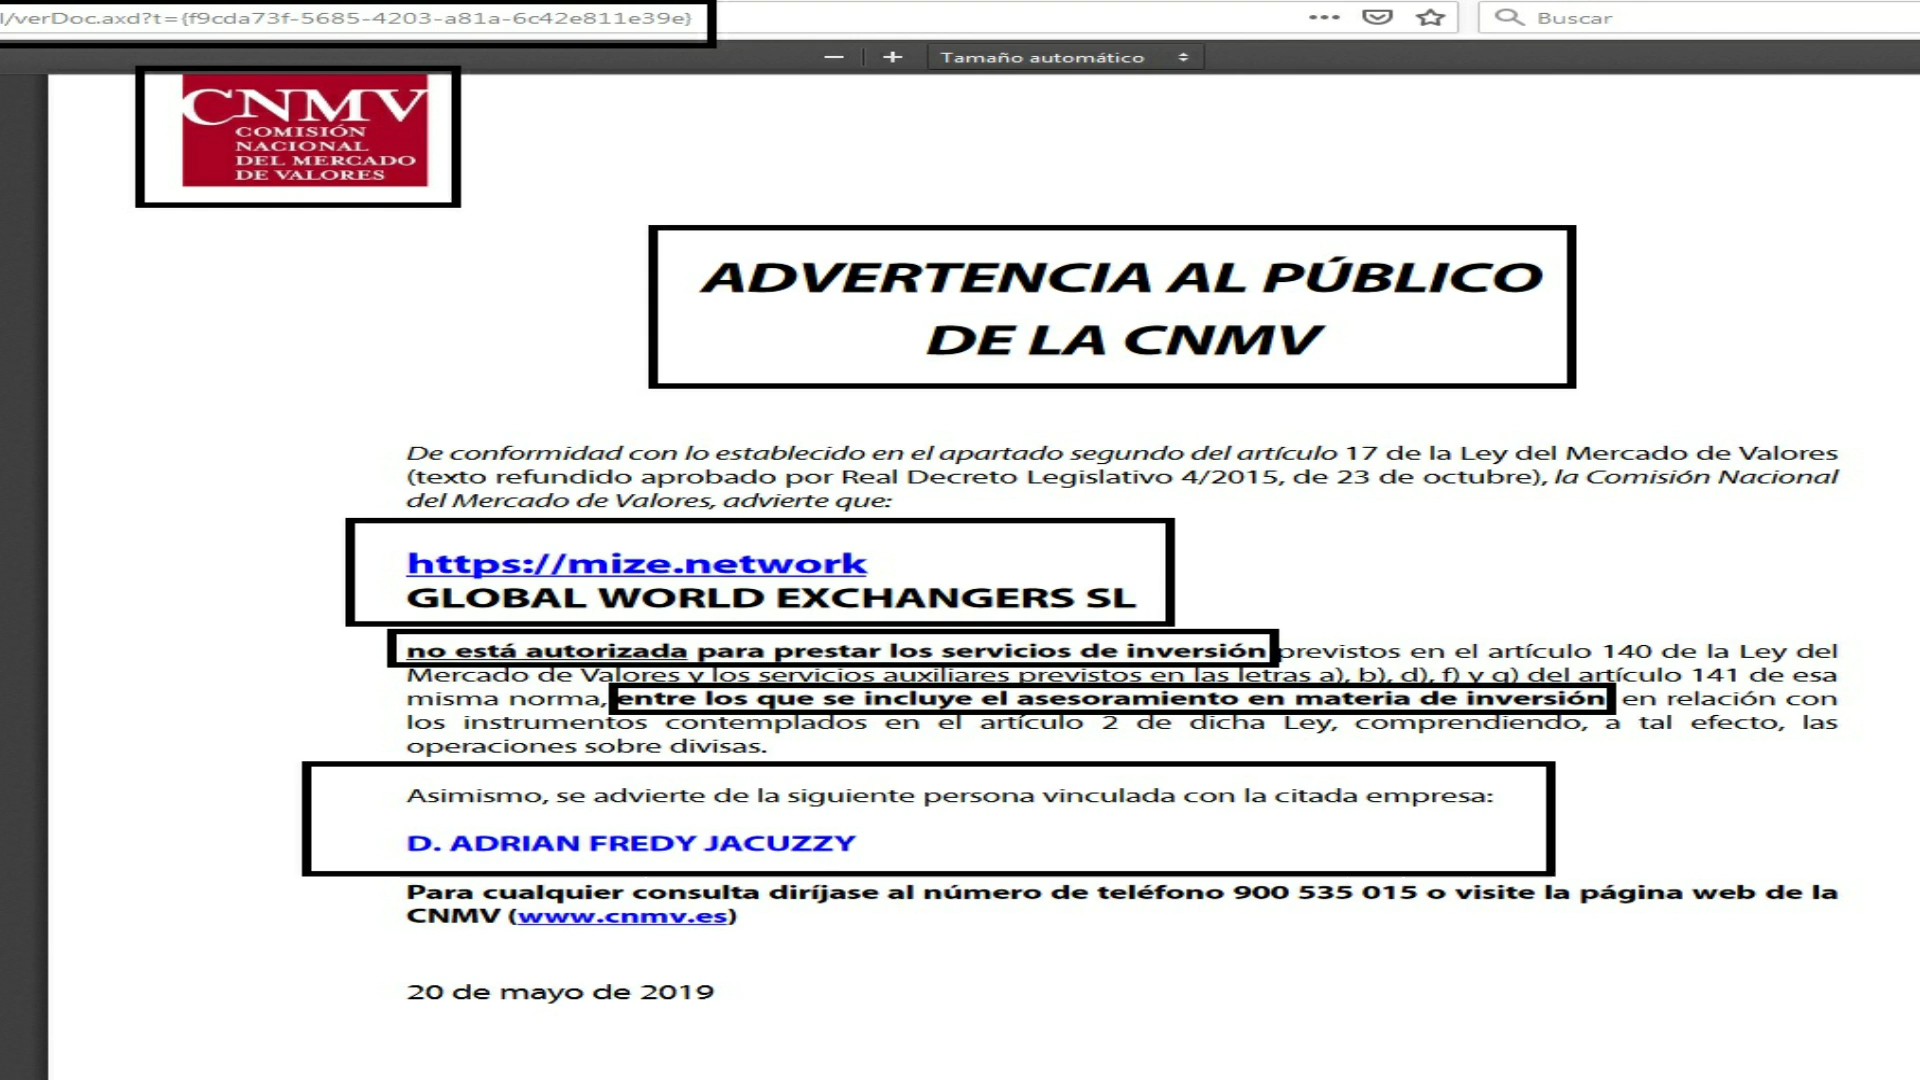 l/verDoc.axd?t={f9cda73f-5685-4203-a81a-6c42e811e39e}
Buscar
Tamaño automático
CNMV
COMISIÓN
NACIONAL
DEL MERCADO
DE VALORES
ADVERTENCIA AL PÚBLICO
DE LA CNMV
De conformidad con lo establecido en el apartado segundo del artículo 17 de la Ley del Mercado de Valores
(texto refundido aprobado por Real Decreto Legislativo 4/2015, de 23 de octubre), la Comisión Nacional
del Mercado de Valores, advierte que:
https://mize.network
GLOBAL WORLD EXCHANGERS SL
no está autorizada para prestar los servicios de inversión previstos en el artículo 140 de la Ley del
Mercado de Valores y los servicios auxiliares previstos en las letras a), b), d), f) y g) del artículo 141 de esa
misma norma, entre los que se incluye el asesoramiento en materia de inversión en relación con
los instrumentos contemplados en el artículo 2 de dicha Ley, comprendiendo, a tal efecto, las
operaciones sobre divisas.
Asimismo, se advierte de la siguiente persona vinculada con la citada empresa:
D. ADRIAN FREDY JACUZZY
Para cualquier consulta diríjase al número de teléfono 900 535 015 o visite la página web de la
CNMV (www.cnmv.es)
20 de mayo de 2019